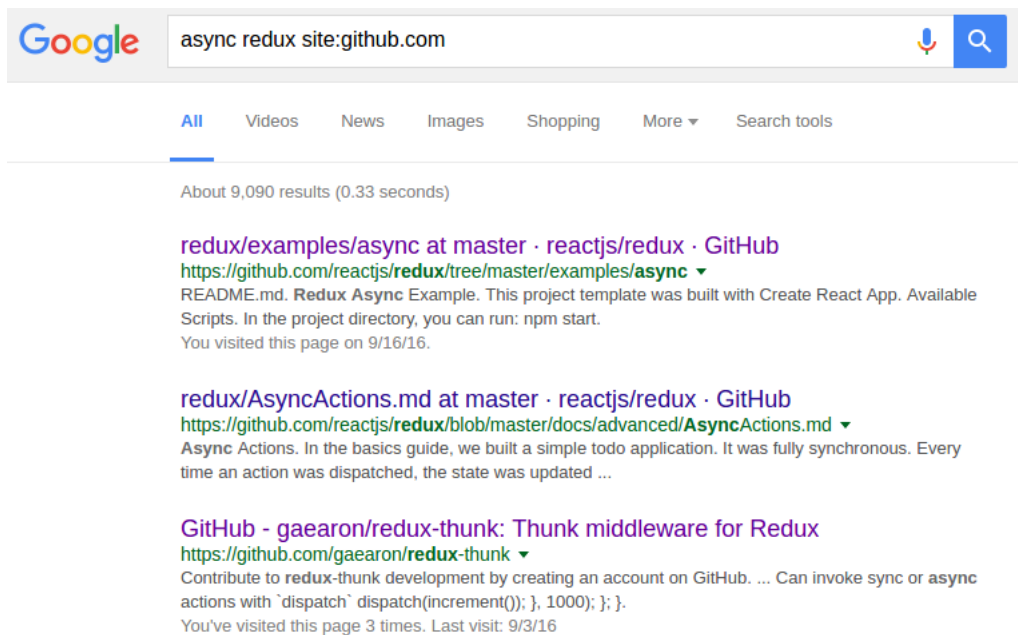 Google
async redux site:github.com
All Videos News Images Shopping More Search tools
About 9,090 results (0.33 seconds)
redux/examples/async at master · reactjs/redux · GitHub
https://github.com/reactjs/redux/tree/master/examples/async
README.md. Redux Async Example. This project template was built with Create React App. Available
Scripts. In the project directory, you can run: npm start.
You visited this page on 9/16/16.
redux/AsyncActions.md at master · reactjs/redux · GitHub
https://github.com/reactjs/redux/blob/master/docs/advanced/AsyncActions.md
Async Actions. In the basics guide, we built a simple todo application. It was fully synchronous. Every
time an action was dispatched, the state was updated ...
GitHub - gaearon/redux-thunk: Thunk middleware for Redux
https://github.com/gaearon/redux-thunk
Contribute to redux-thunk development by creating an account on GitHub. ... Can invoke sync or async
actions with `dispatch` dispatch(increment()); }, 1000); }; }.
You've visited this page 3 times. Last visit: 9/3/16